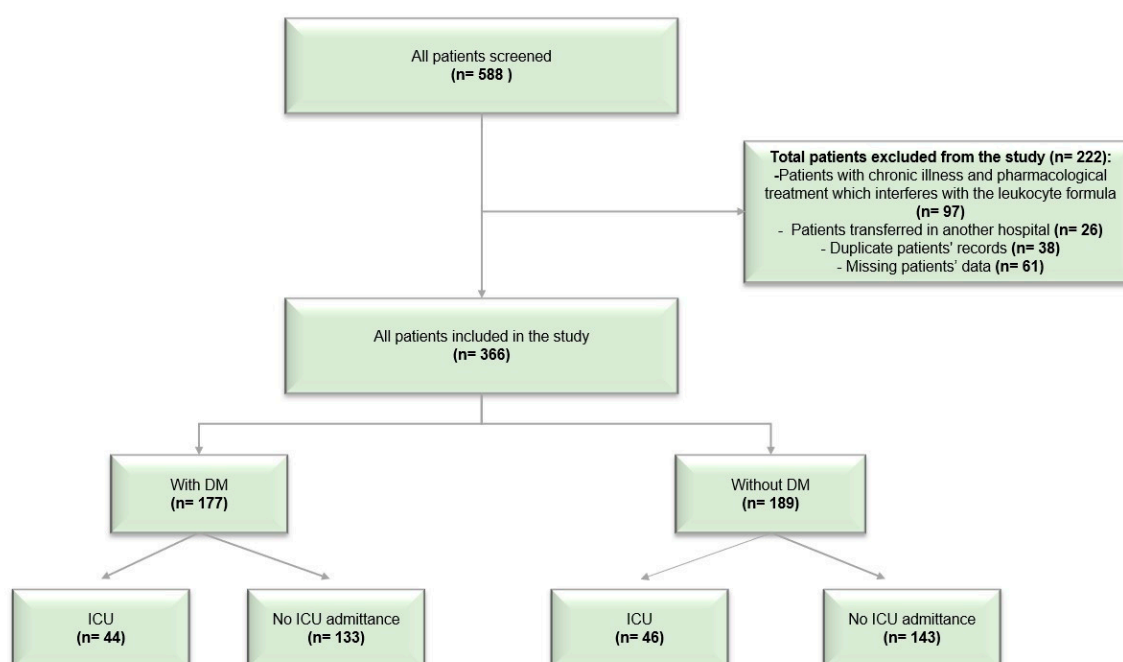 All patients screened
(n= 588 )
Total patients excluded from the study (n= 222):
-Patients with chronic illness and pharmacological
treatment which interferes with the leukocyte formula
(n= 97)
- Patients transferred in another hospital (n= 26)
- Duplicate patients' records (n= 38)
- Missing patients’ data (n= 61)
All patients included in the study
(n= 366)
With DM
(n= 177)
Without DM
(n= 189)
ICU
(n= 44)
No ICU admittance
(n= 133)
ICU
(n= 46)
No ICU admittance
(n= 143)